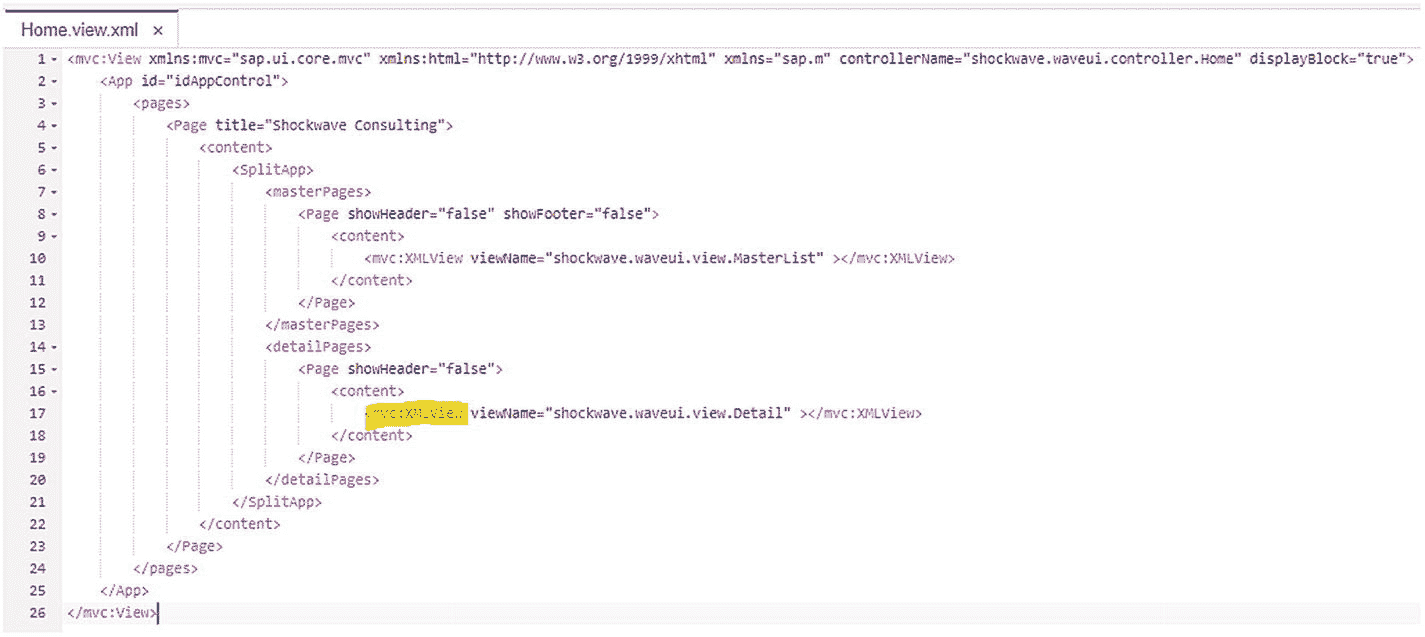 Home.view.xml ×
1 <mvc:View xmlns:mvc="sap.ui.core.mvc" xmlns:html="http://www.w3.org/1999/xhtml" xmlns="sap.m" controllerName="shockwave.waveui.controller.Home" displayBlock="true">
2 <App id="idAppControl">
3 <pages>
4 <Page title="Shockwave Consulting">
5 <content>
6 <SplitApp>
7 <masterPages>
8 <Page showHeader="false" showFooter="false">
9 <content>
10 <mvc:XMLView viewName="shockwave.waveui.view.MasterList" ></mvc:XMLView>
11 </content>
12 </Page>
13 </masterPages>
14 <detailPages>
15 <Page showHeader="false">
16 <content>
17 <mvc:XMLView viewName="shockwave.waveui.view.Detail" ></mvc:XMLView>
18 </content>
19 </Page>
20 </detailPages>
21 </SplitApp>
22 </content>
23 </Page>
24 </pages>
25 </App>
26 </mvc:View>